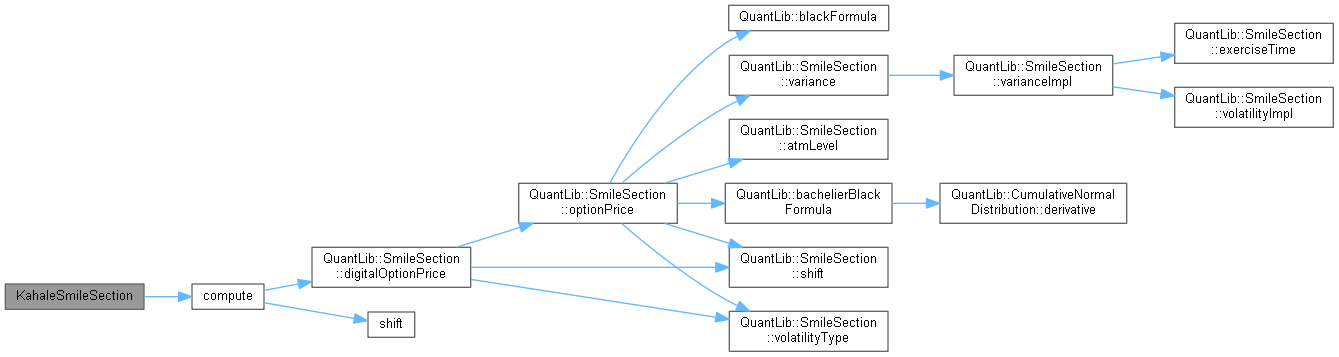 QuantLib::blackFormula
QuantLib::SmileSection
::exerciseTime
QuantLib::SmileSection
::variance
QuantLib::SmileSection
::varianceImpl
QuantLib::SmileSection
::volatilityImpl
QuantLib::SmileSection
::atmLevel
QuantLib::SmileSection
::optionPrice
QuantLib::bachelierBlack
Formula
QuantLib::CumulativeNormal
Distribution::derivative
QuantLib::SmileSection
::digitalOptionPrice
QuantLib::SmileSection
::shift
KahaleSmileSection
compute
shift
QuantLib::SmileSection
::volatilityType